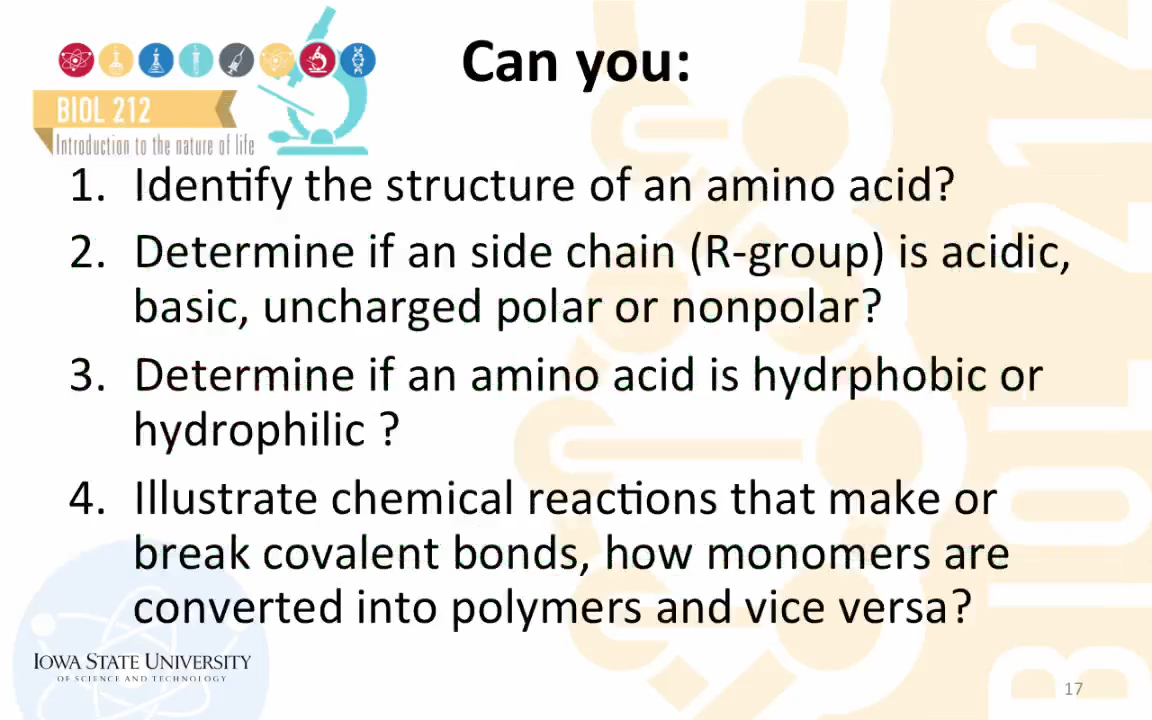 Can you:
BIOL 212
Introduction to the nature of life
1. Identify the structure of an amino acid?
2. Determine if an side chain (R-group) is acidic,
basic, uncharged polar or nonpolar?
3. Determine if an amino acid is hydrphobic or
hydrophilic ?
4. Illustrate chemical reactions that make or
break covalent bonds, how monomers are
converted into polymers and vice versa?
IOWA STATE UNIVERSITY
OF SCIENCE AND TECHNOLOGY
17
BIOL 212